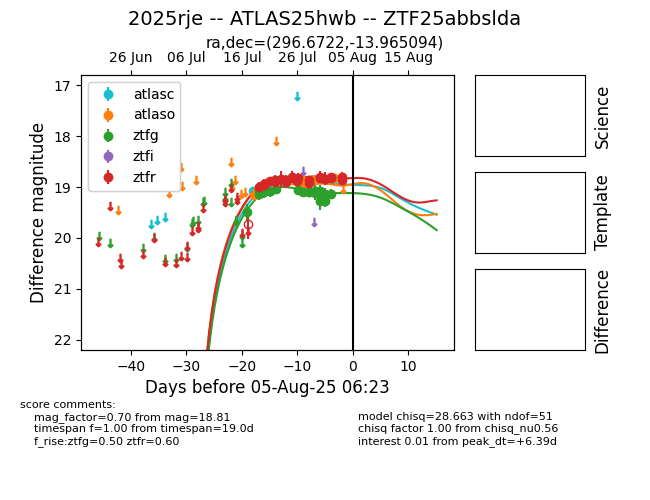 2025rje -- ATLAS25hwb -- ZTF25abbslda
ra,dec=(296.6722,-13.965094)
26 Jun 06 Jul 16 Jul 26 Jul 05 Aug 15 Aug
atlasc
atlaso
ztfg
ztfi
ztfr
17
18
19
20
21
22
Difference magnitude
−40 −30 −20 −10 0 10
Days before 05-Aug-25 06:23
Science
Template
Difference
score comments:
mag_factor=0.70 from mag=18.81
timespan f=1.00 from timespan=19.0d
f_rise:ztfg=0.50 ztfr=0.60
model chisq=28.663 with ndof=51
chisq factor 1.00 from chisq_nu0.56
interest 0.01 from peak_dt=+6.39d